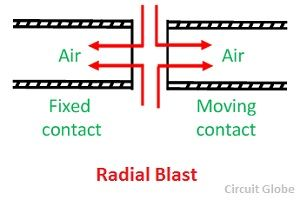 Air
Air
Fixed
contact
Moving
contact
Radial Blast
Circuit Globe